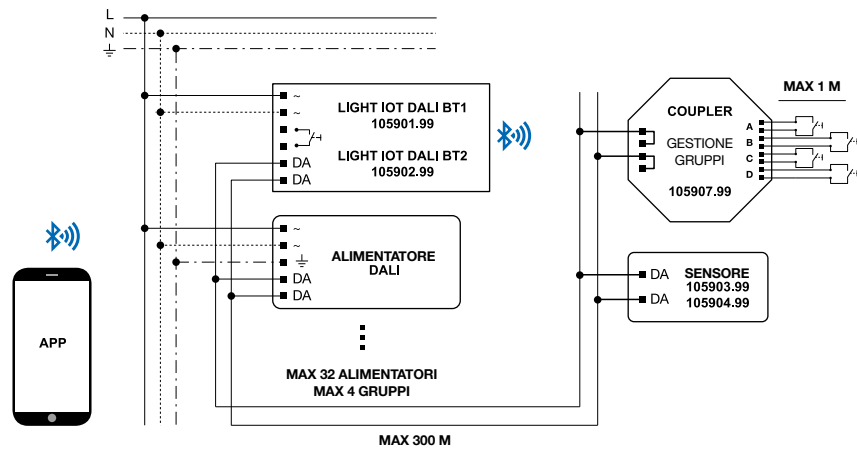 L
N
LIGHT IOT DALI BT1
105901.99
LIGHT IOT DALI BT2
105902.99
~
~
DA
DA
ALIMENTATORE
DALI
~
~
DA
DA
MAX 32 ALIMENTATORI
MAX 4 GRUPPI
MAX 300 M
APP
COUPLER
GESTIONE
GRUPPI
105907.99
A
B
C
D
MAX 1 M
DA
DA
SENSORE
105903.99
105904.99